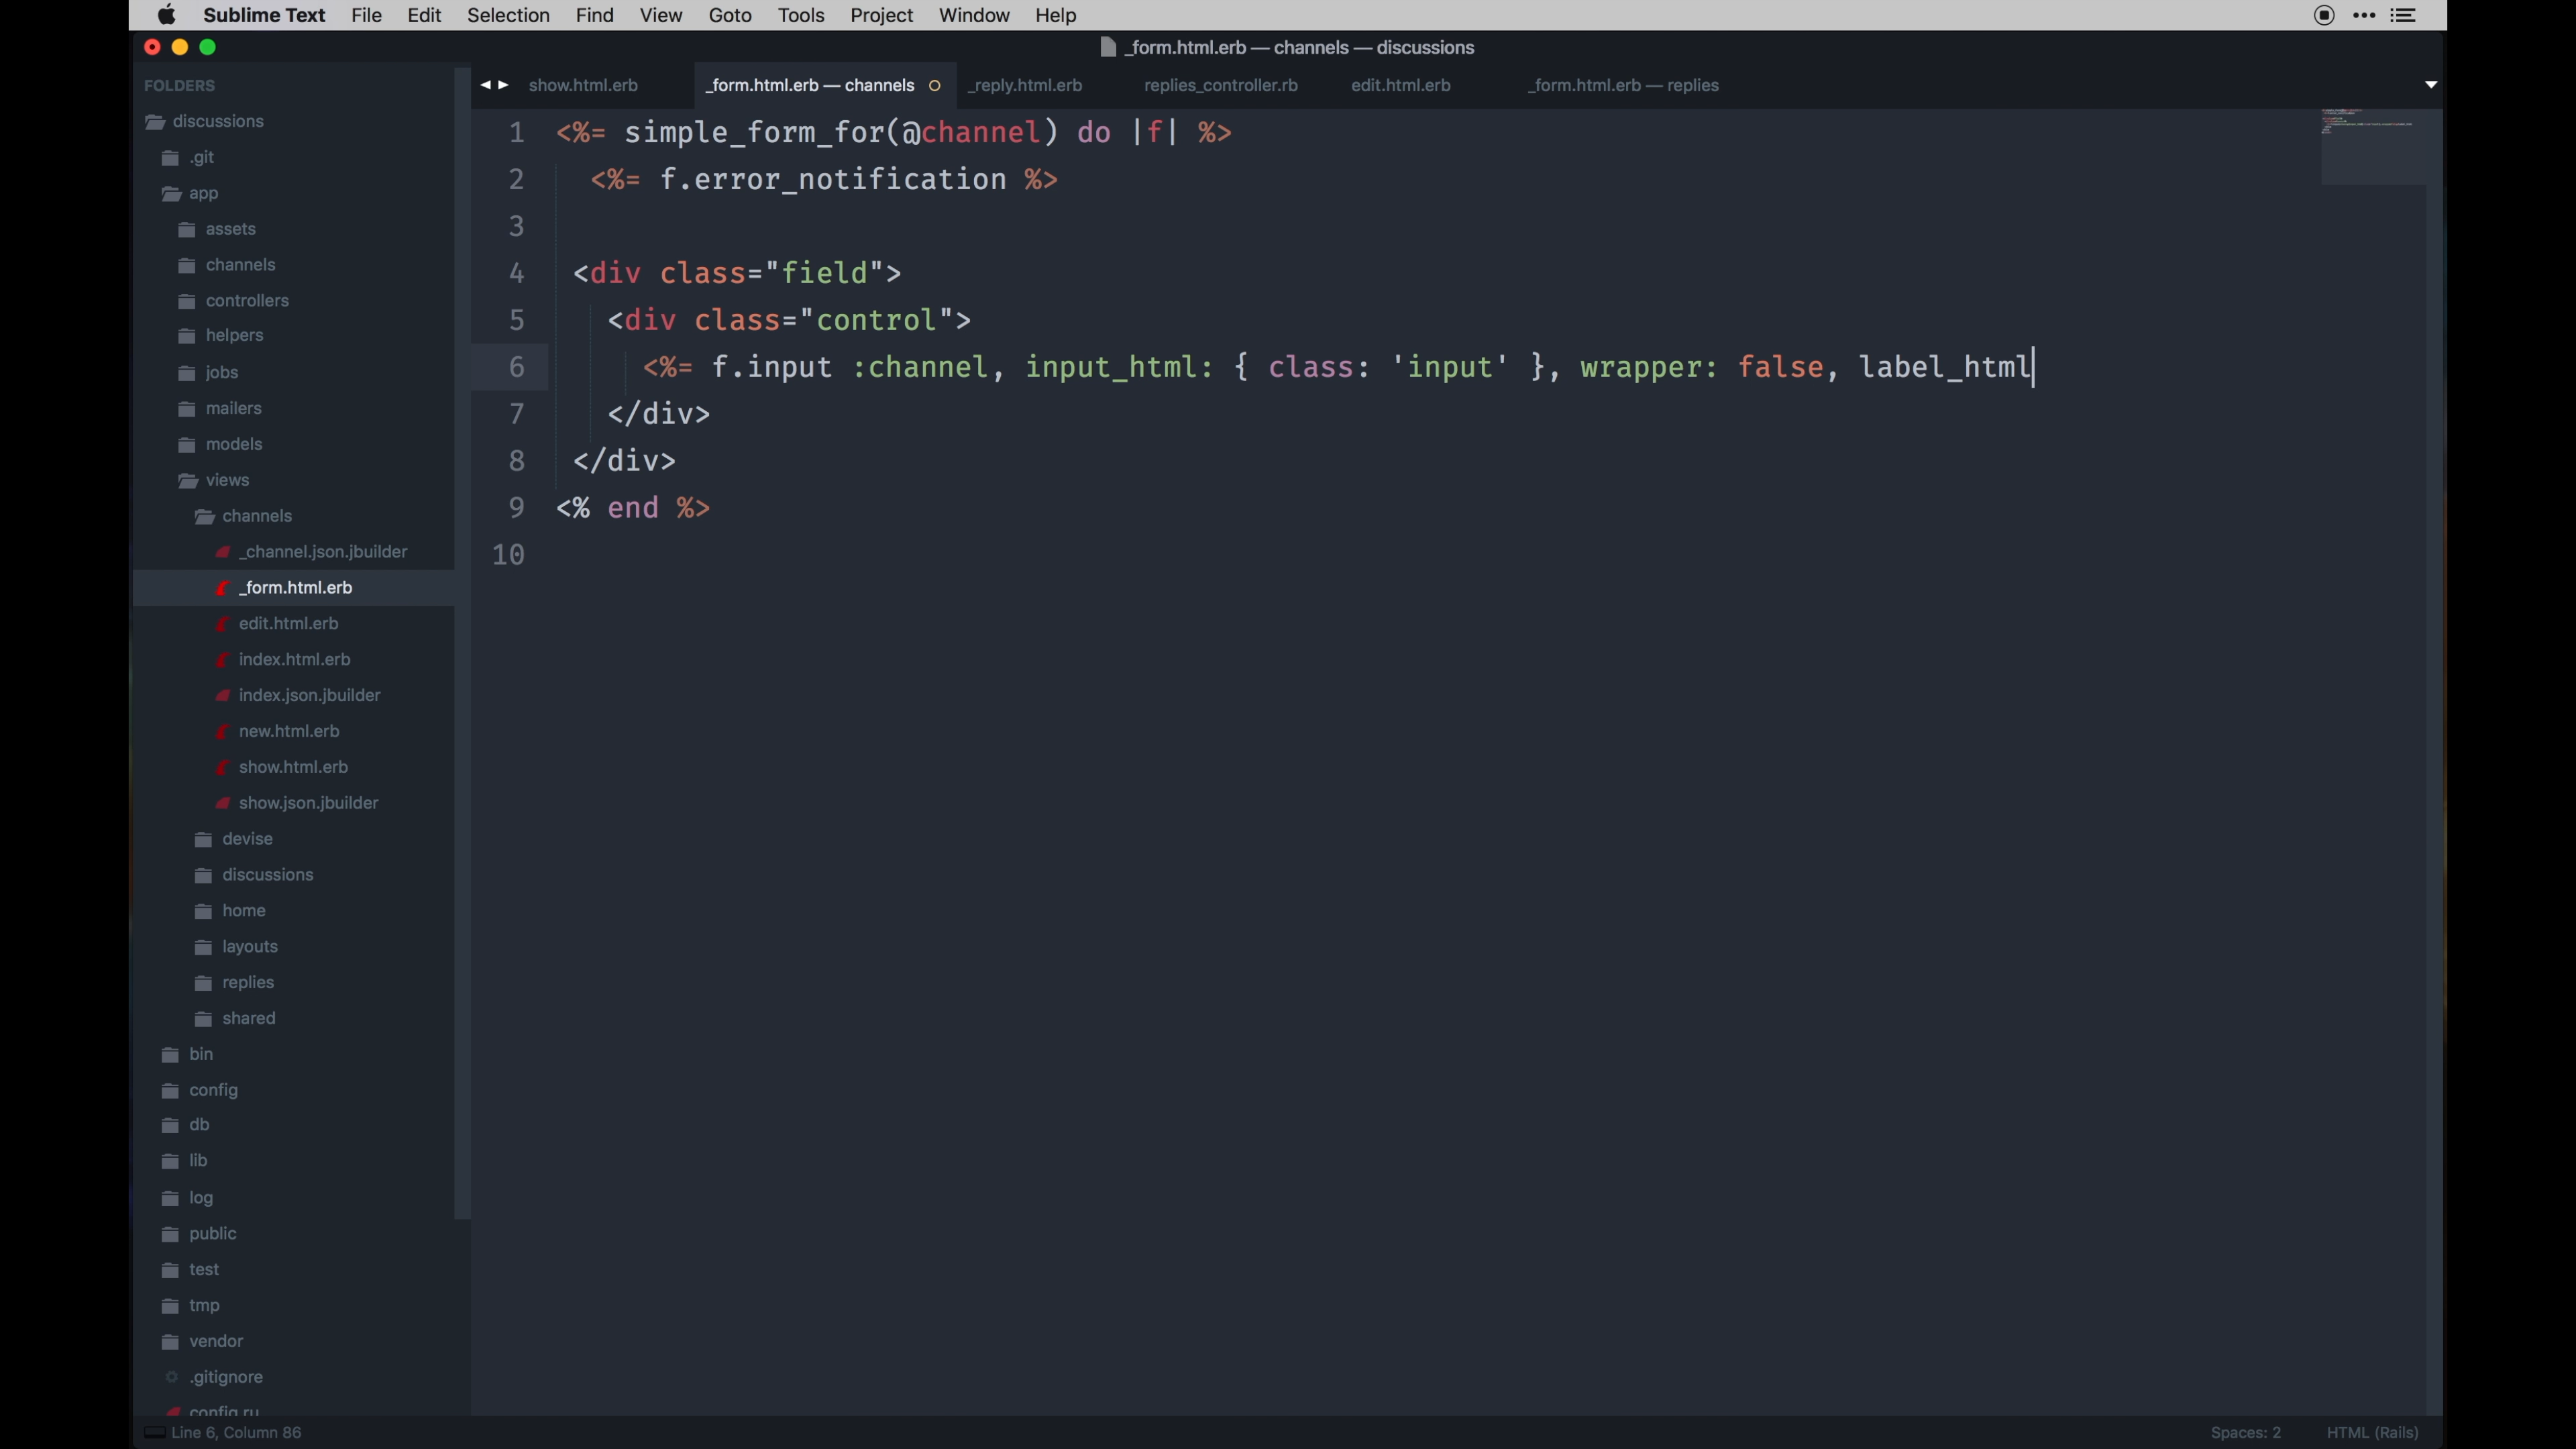 Sublime Text File Edit Selection Find View Goto Tools Project Window Help
_form.html.erb — channels — discussions
FOLDERS
discussions
.git
app
assets
channels
controllers
helpers
jobs
mailers
models
views
channels
_channel.json.jbuilder
_form.html.erb
edit.html.erb
index.html.erb
index.json.jbuilder
new.html.erb
show.html.erb
show.json.jbuilder
devise
discussions
home
layouts
replies
shared
bin
config
db
lib
log
public
test
tmp
vendor
.gitignore
config.ru
show.html.erb _form.html.erb — channels _reply.html.erb replies_controller.rb edit.html.erb _form.html.erb — replies
1 <%= simple_form_for(@channel) do |f| %>
2 <%= f.error_notification %>
3
4 <div class="field">
5 <div class="control">
6 <%= f.input :channel, input_html: { class: 'input' }, wrapper: false, label_html
7 </div>
8 </div>
9 <% end %>
10
Line 6, Column 86 Spaces: 2 HTML (Rails)